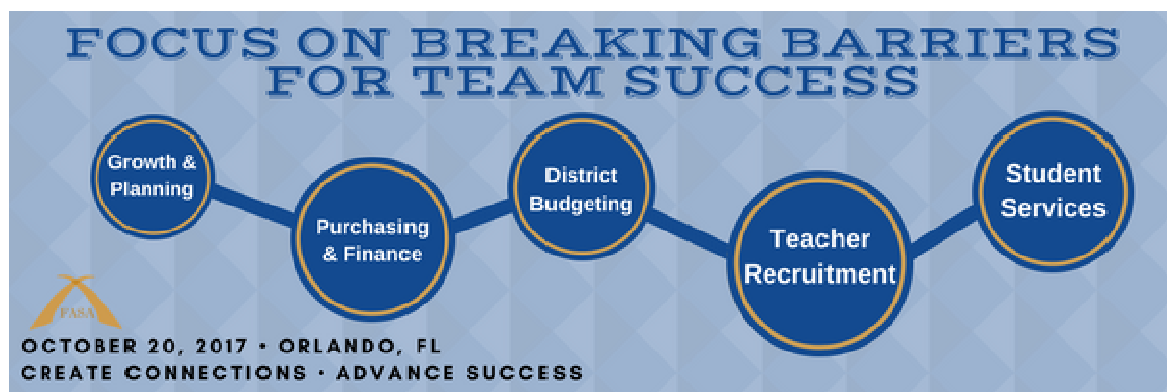 FOCUS ON BREAKING BARRIERS
FOR TEAM SUCCESS
Growth &
Planning
Purchasing
& Finance
District
Budgeting
Teacher
Recruitment
Student
Services
FASA
OCTOBER 20, 2017 • ORLANDO, FL
CREATE CONNECTIONS • ADVANCE SUCCESS